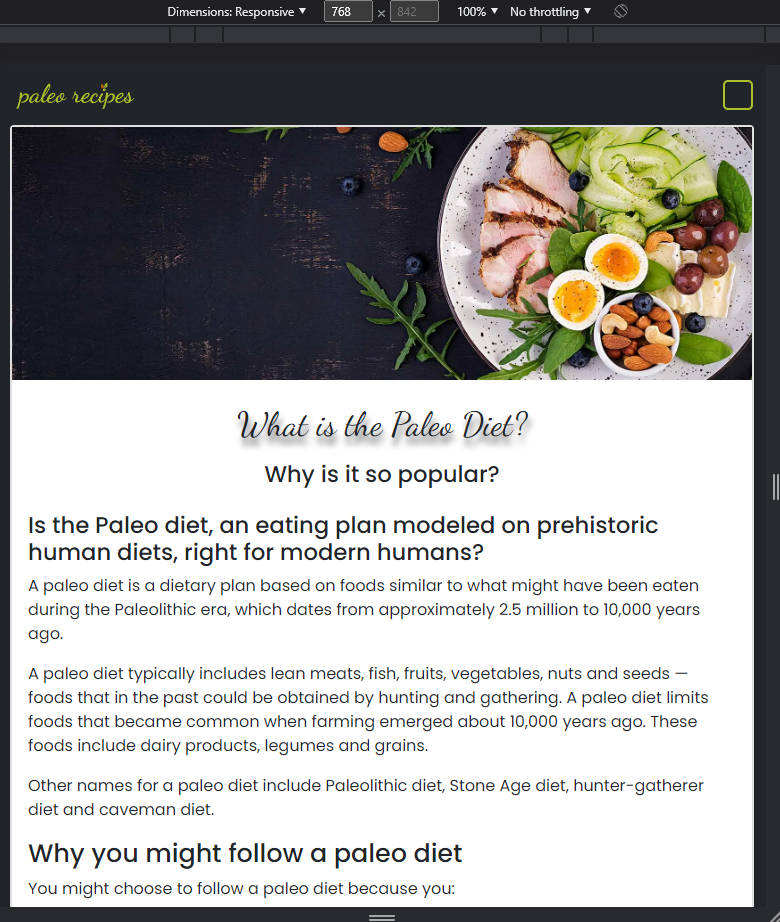 Dimensions: Responsive 768 × 842 100% No throttling
paleo recipes
What is the Paleo Diet?
Why is it so popular?
Is the Paleo diet, an eating plan modeled on prehistoric
human diets, right for modern humans?
A paleo diet is a dietary plan based on foods similar to what might have been eaten
during the Paleolithic era, which dates from approximately 2.5 million to 10,000 years
ago.
A paleo diet typically includes lean meats, fish, fruits, vegetables, nuts and seeds —
foods that in the past could be obtained by hunting and gathering. A paleo diet limits
foods that became common when farming emerged about 10,000 years ago. These
foods include dairy products, legumes and grains.
Other names for a paleo diet include Paleolithic diet, Stone Age diet, hunter-gatherer
diet and caveman diet.
Why you might follow a paleo diet
You might choose to follow a paleo diet because you: